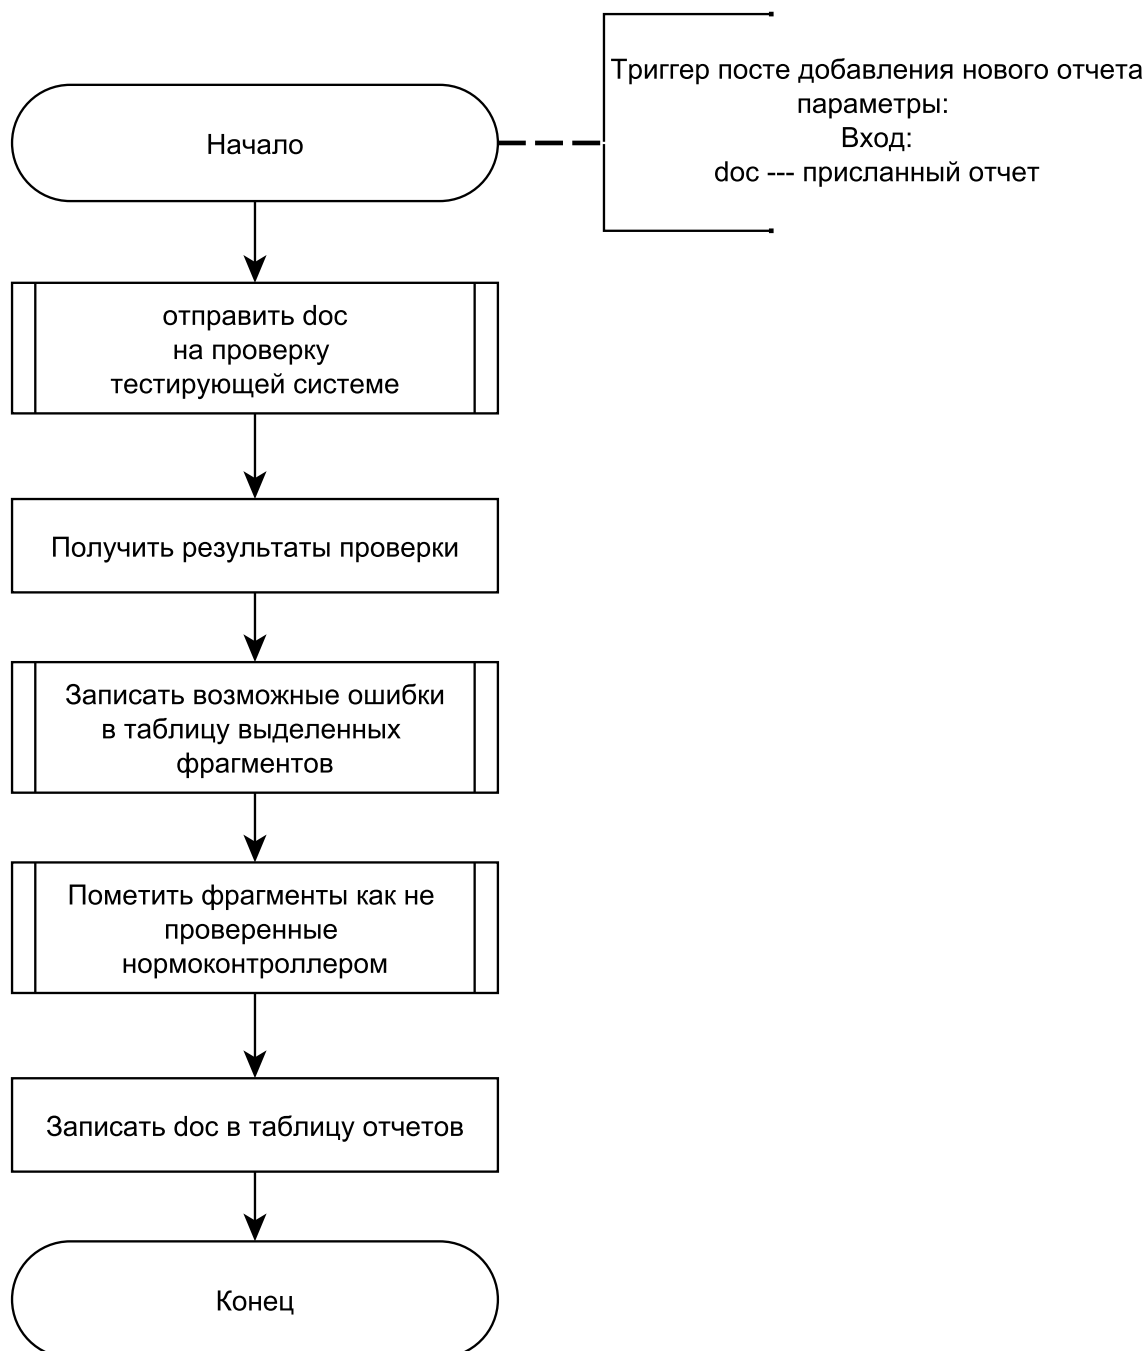 Начало
Триггер посте добавления нового отчета
параметры:
Вход:
doc --- присланный отчет
отправить doc
на проверку
тестирующей системе
Получить результаты проверки
Записать возможные ошибки
в таблицу выделенных
фрагментов
Пометить фрагменты как не
проверенные
нормоконтроллером
Записать doc в таблицу отчетов
Конец